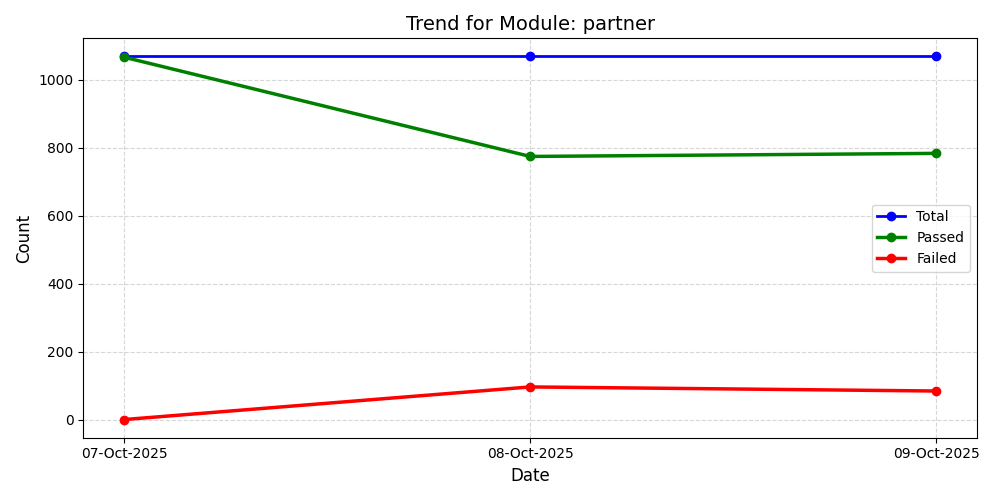 Trend for Module: partner
1000
800
600
400
200
0
Count
Total
Passed
Failed
07-Oct-2025
08-Oct-2025
09-Oct-2025
Date